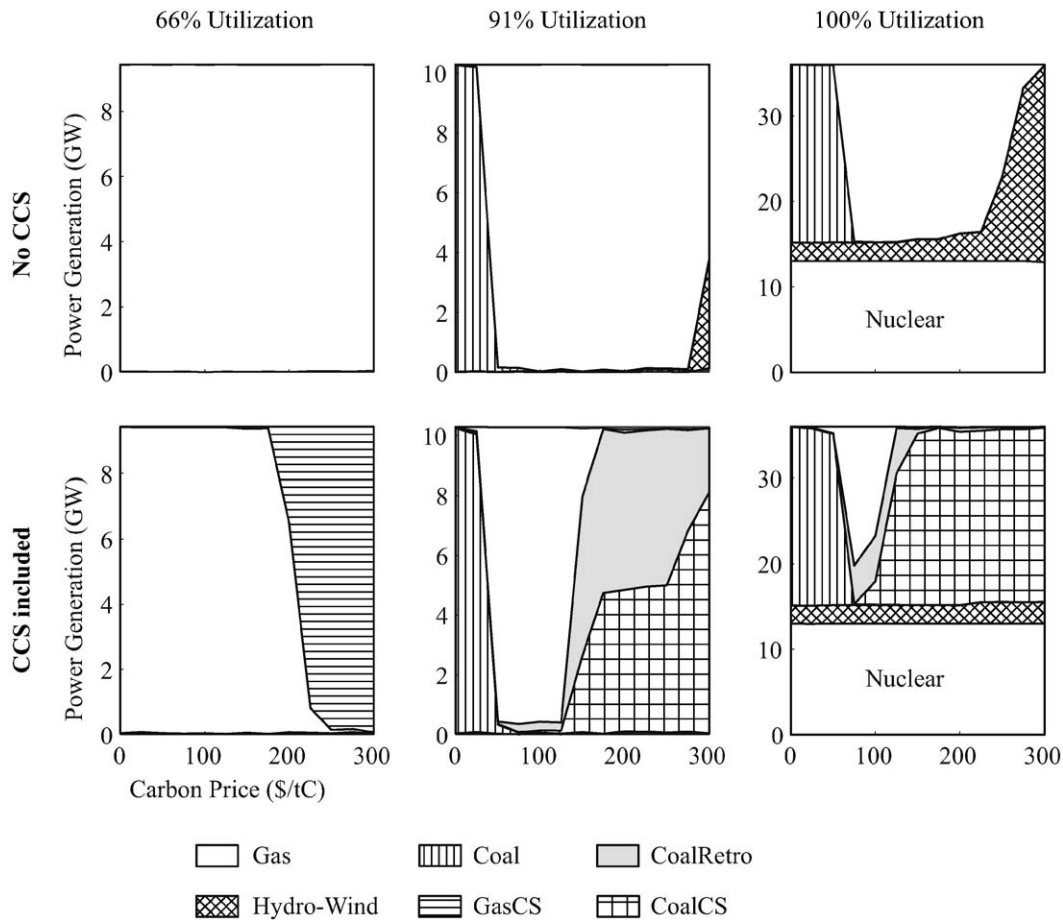 66% Utilization 91% Utilization 100% Utilization
No CCS
Power Generation (GW)
8
6
4
2
0
10
8
6
4
2
0
30
20
10
0
Nuclear
CCS included
Power Generation (GW)
8
6
4
2
0
10
8
6
4
2
0
30
20
10
0
Nuclear
0 100 200 300 0 100 200 300 0 100 200 300
Carbon Price ($/tC)
Gas Coal CoalRetro
Hydro-Wind GasCS CoalCS